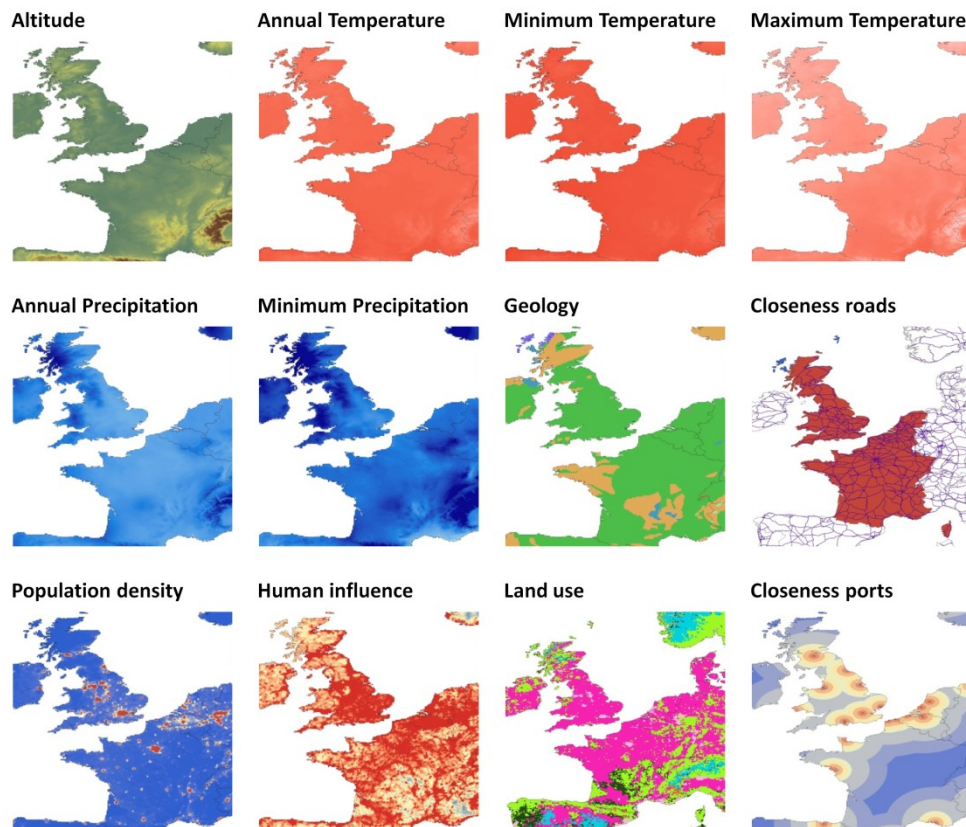 Altitude
Annual Temperature
Minimum Temperature
Maximum Temperature
Annual Precipitation
Minimum Precipitation
Geology
Closeness roads
Population density
Human influence
Land use
Closeness ports